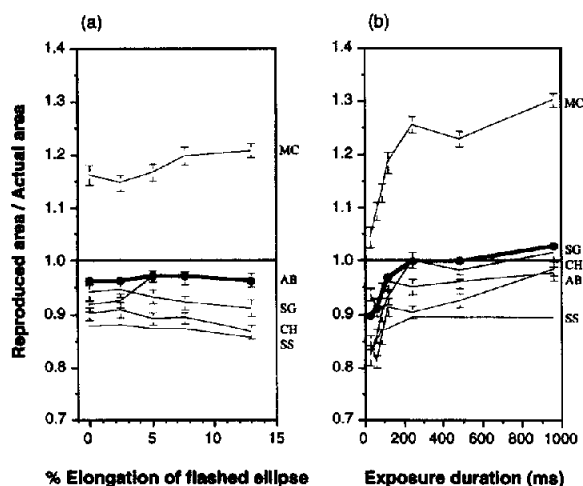 (a) (b)
Reproduced area / Actual area
1.4
1.3
1.2
1.1
1.0
0.9
0.8
0.7
MC
AB
SG
CH
SS
0 5 10 15
% Elongation of flashed ellipse
1.4
1.3
1.2
1.1
1.0
0.9
0.8
0.7
MC
SG
CH
AB
SS
0 200 400 600 800 1000
Exposure duration (ms)